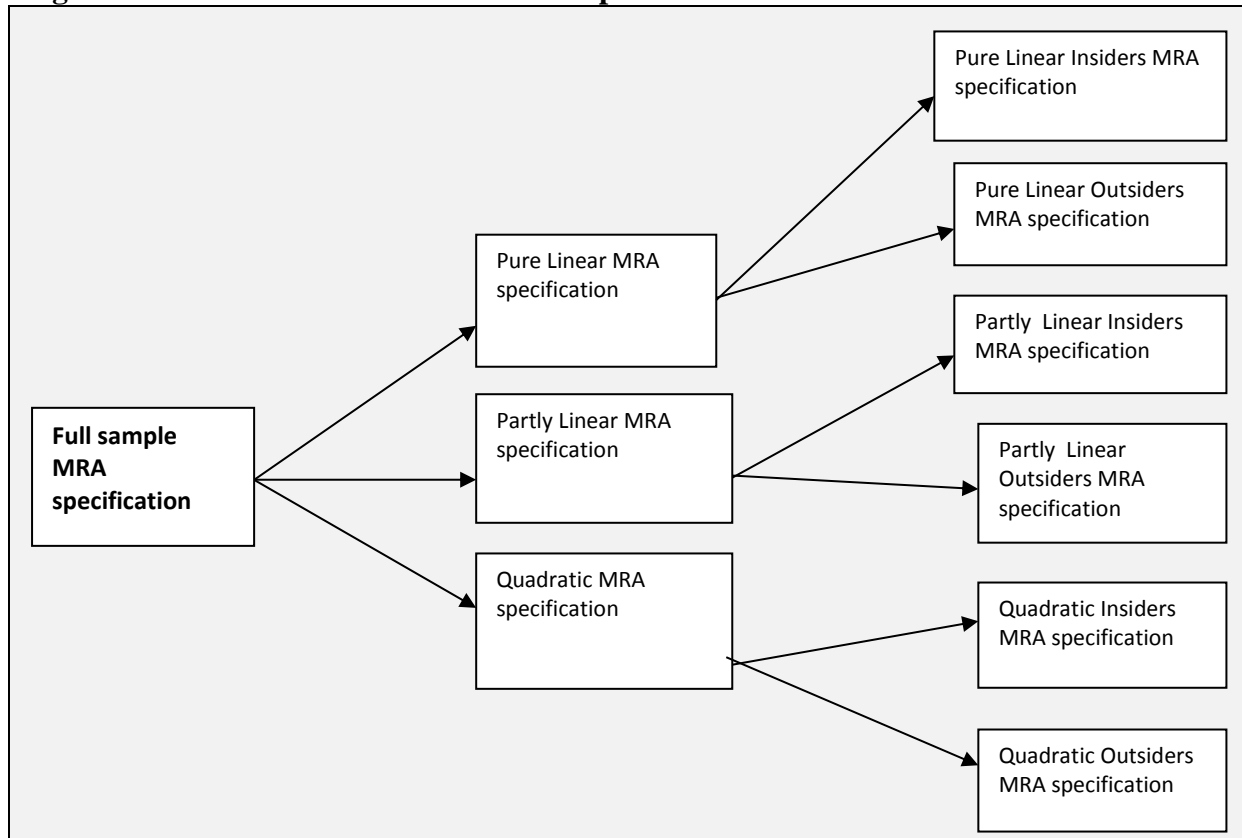 Pure Linear Insiders MRA
specification
Pure Linear Outsiders
MRA specification
Pure Linear MRA
specification
Partly Linear Insiders
MRA specification
Full sample
MRA
specification
Partly Linear MRA
specification
Partly Linear
Outsiders MRA
specification
Quadratic MRA
specification
Quadratic Insiders
MRA specification
Quadratic Outsiders
MRA specification